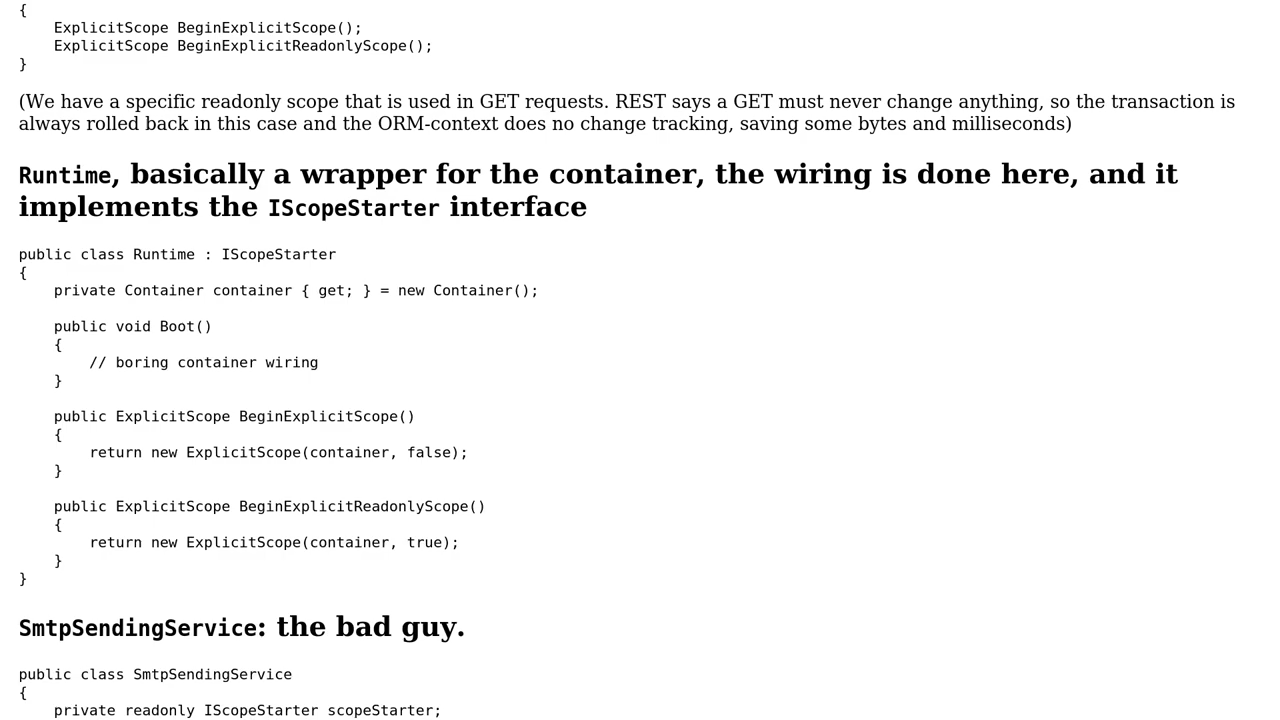 {
    ExplicitScope BeginExplicitScope();
    ExplicitScope BeginExplicitReadonlyScope();
}
(We have a specific readonly scope that is used in GET requests. REST says a GET must never change anything, so the transaction is
always rolled back in this case and the ORM-context does no change tracking, saving some bytes and milliseconds)
Runtime, basically a wrapper for the container, the wiring is done here, and it
implements the IScopeStarter interface
public class Runtime : IScopeStarter
{
    private Container container { get; } = new Container();
    public void Boot()
    {
        // boring container wiring
    }
    public ExplicitScope BeginExplicitScope()
    {
        return new ExplicitScope(container, false);
    }
    public ExplicitScope BeginExplicitReadonlyScope()
    {
        return new ExplicitScope(container, true);
    }
}
SmtpSendingService: the bad guy.
public class SmtpSendingService
{
    private readonly IScopeStarter scopeStarter;